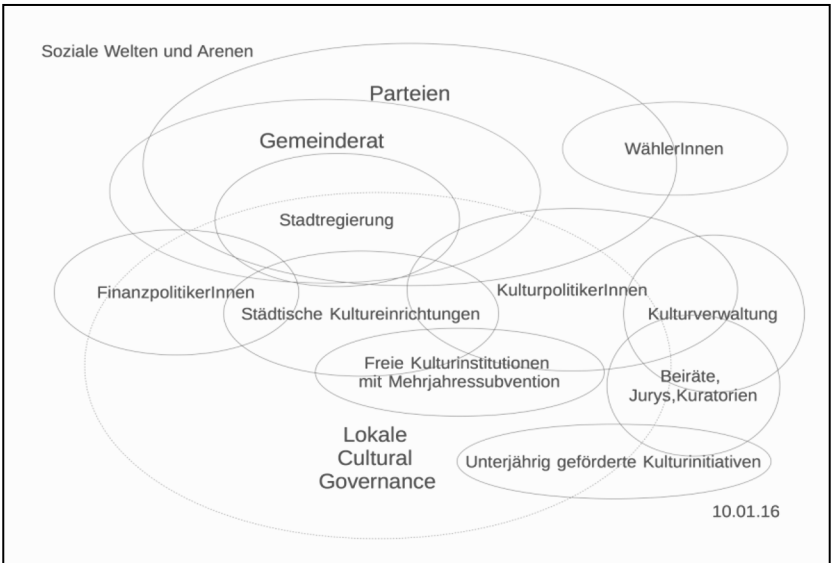 Soziale Welten und Arenen
Parteien
Gemeinderat
WählerInnen
Stadtregierung
FinanzpolitikerInnen
KulturpolitikerInnen
Städtische Kultureinrichtungen
Kulturverwaltung
Freie Kulturinstitutionen
mit Mehrjahressubvention
Beiräte,
Jurys,Kuratorien
Lokale
Cultural
Governance
Unterjährig geförderte Kulturinitiativen
10.01.16